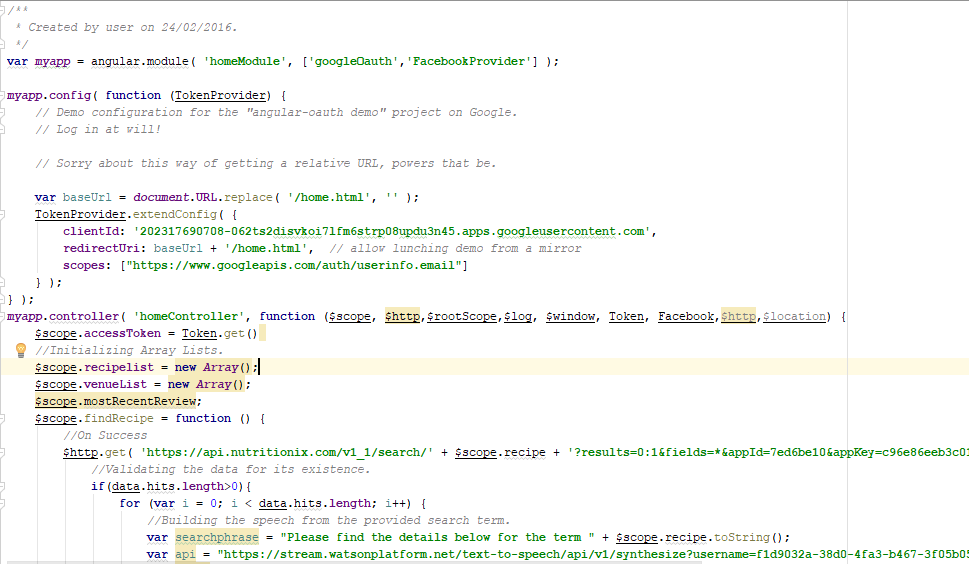 /**
 * Created by user on 24/02/2016.
 */
var myapp = angular.module( 'homeModule', ['googleOauth','FacebookProvider'] );
myapp.config( function (TokenProvider) {
// Demo configuration for the "angular-oauth demo" project on Google.
// Log in at will!
// Sorry about this way of getting a relative URL, powers that be.
var baseUrl = document.URL.replace( '/home.html', '' );
TokenProvider.extendConfig( {
clientId: '202317690708-062ts2disvkoi7lfm6strp08updu3n45.apps.googleusercontent.com',
redirectUri: baseUrl + '/home.html',  // allow lunching demo from a mirror
scopes: ["https://www.googleapis.com/auth/userinfo.email"]
} );
} );
myapp.controller( 'homeController', function ($scope, $http,$rootScope,$log, $window, Token, Facebook,$http,$location) {
$scope.accessToken = Token.get()
//Initializing Array Lists.
$scope.recipelist = new Array();
$scope.venueList = new Array();
$scope.mostRecentReview;
$scope.findRecipe = function () {
//On Success
$http.get( 'https://api.nutritionix.com/v1_1/search/' + $scope.recipe + '?results=0:1&fields=*&appId=7ed6be10&appKey=c96e86eeb3c01
//Validating the data for its existence.
if(data.hits.length>0){
for (var i = 0; i < data.hits.length; i++) {
//Building the speech from the provided search term.
var searchphrase = "Please find the details below for the term " + $scope.recipe.toString();
var api = "https://stream.watsonplatform.net/text-to-speech/api/v1/synthesize?username=f1d9032a-38d0-4fa3-b467-3f05b05